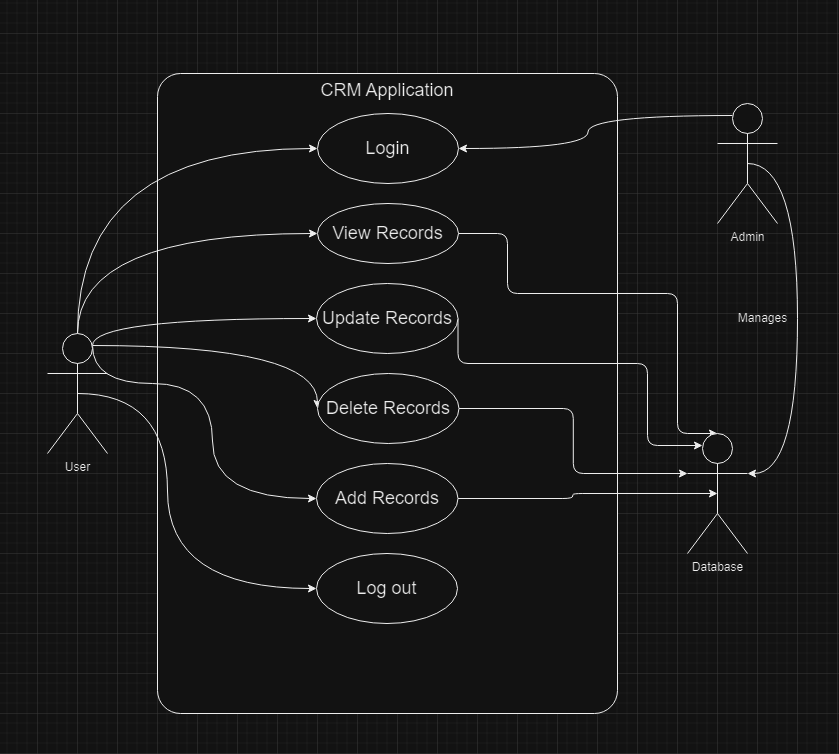 CRM Application
Login
View Records
Admin
Update Records
Manages
Delete Records
User
Add Records
Database
Log out